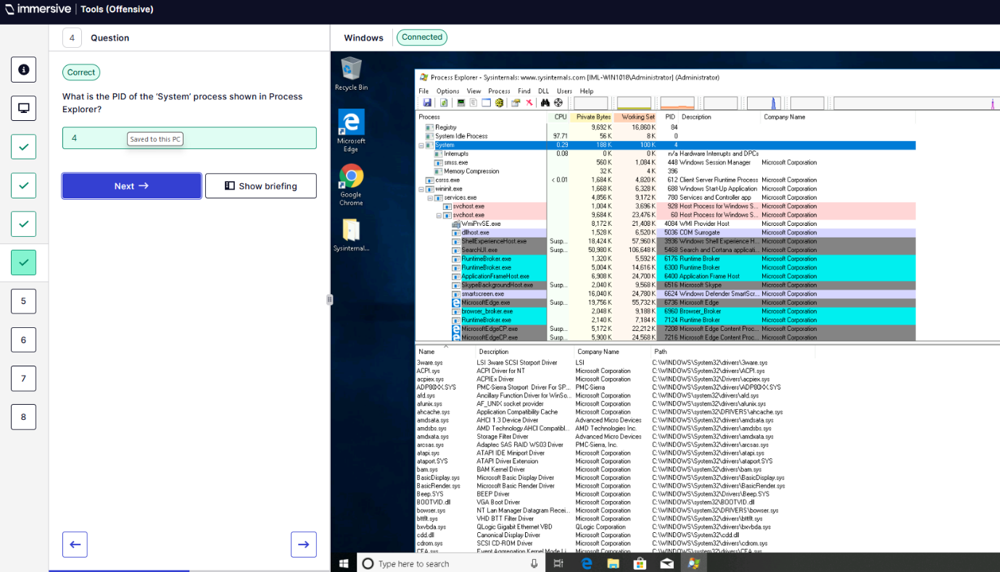 immersive | Tools (Offensive)
4 Question
Correct
What is the PID of the ‘System’ process shown in Process
Explorer?
4
Saved to this PC
Next →
Show briefing
5
6
7
8
Windows
Connected
Recycle Bin
Microsoft
Edge
Google
Chrome
Sysinternal...
Process Explorer - Sysinternals: www.sysinternals.com [IML-WIN1018\Administrator] (Administrator)
File Options View Process Find DLL Users Help
Process CPU Private Bytes Working Set PID Description Company Name
Registry 9,692 K 16,860 K 84
System Idle Process 97.71 56 K 8 K 0
System 0.29 188 K 100 K 4
Interrupts 0.08 0 K 0 K n/a Hardware Interrupts and DPCs
smss.exe 560 K 1,084 K 448 Windows Session Manager Microsoft Corporation
Memory Compression 32 K 4 K 396
csrss.exe < 0.01 1,684 K 4,820 K 612 Client Server Runtime Process Microsoft Corporation
wininit.exe 1,668 K 6,328 K 688 Windows Start-Up Application Microsoft Corporation
services.exe 4,856 K 9,172 K 780 Services and Controller app Microsoft Corporation
svchost.exe 1,004 K 3,696 K 928 Host Process for Windows S... Microsoft Corporation
svchost.exe 9,684 K 23,476 K 60 Host Process for Windows S... Microsoft Corporation
WmiPrvSE.exe 8,172 K 21,408 K 4084 WMI Provider Host Microsoft Corporation
dllhost.exe 1,528 K 6,520 K 5036 COM Surrogate Microsoft Corporation
ShellExperienceHost.exe Susp... 18,424 K 57,960 K 3936 Windows Shell Experience H... Microsoft Corporation
SearchUI.exe Susp... 50,980 K 106,648 K 5468 Search and Cortana applicati... Microsoft Corporation
RuntimeBroker.exe 1,320 K 5,592 K 6176 Runtime Broker Microsoft Corporation
RuntimeBroker.exe 5,004 K 14,616 K 6300 Runtime Broker Microsoft Corporation
ApplicationFrameHost.exe 6,908 K 24,700 K 6400 Application Frame Host Microsoft Corporation
SkypeBackgroundHost.exe Susp... 2,040 K 9,568 K 6516 Microsoft Skype Microsoft Corporation
smartscreen.exe 16,040 K 24,780 K 6624 Windows Defender SmartScr... Microsoft Corporation
MicrosoftEdge.exe Susp... 19,756 K 55,732 K 6736 Microsoft Edge Microsoft Corporation
browser_broker.exe 2,048 K 9,188 K 6960 Browser_Broker Microsoft Corporation
RuntimeBroker.exe 2,140 K 7,184 K 7124 Runtime Broker Microsoft Corporation
MicrosoftEdgeCP.exe Susp... 5,172 K 22,212 K 7208 Microsoft Edge Content Proc... Microsoft Corporation
MicrosoftEdgeCP.exe Susp... 5,900 K 24,568 K 7216 Microsoft Edge Content Proc... Microsoft Corporation
Name Description Company Name Path
3ware.sys LSI 3ware SCSI Storport Driver LSI C:\WINDOWS\System32\drivers\3ware.sys
ACPI.sys ACPI Driver for NT Microsoft Corporation C:\WINDOWS\System32\drivers\ACPI.sys
acpiex.sys ACPIEx Driver Microsoft Corporation C:\WINDOWS\System32\Drivers\acpiex.sys
ADP80XX.SYS PMC-Sierra Storport Driver For SP... PMC-Sierra C:\WINDOWS\System32\drivers\ADP80XX.SYS
afd.sys Ancillary Function Driver for WinSo... Microsoft Corporation C:\WINDOWS\system32\drivers\afd.sys
afunix.sys AF_UNIX socket provider Microsoft Corporation C:\WINDOWS\system32\drivers\afunix.sys
ahcache.sys Application Compatibility Cache Microsoft Corporation C:\WINDOWS\system32\DRIVERS\ahcache.sys
amdsata.sys AHCI 1.3 Device Driver Advanced Micro Devices C:\WINDOWS\System32\drivers\amdsata.sys
amdsbs.sys AMD Technology AHCI Compatibl... AMD Technologies Inc. C:\WINDOWS\System32\drivers\amdsbs.sys
amdxata.sys Storage Filter Driver Advanced Micro Devices C:\WINDOWS\System32\drivers\amdxata.sys
arcsas.sys Adaptec SAS RAID WS03 Driver PMC-Sierra, Inc. C:\WINDOWS\System32\drivers\arcsas.sys
atapi.sys ATAPI IDE Miniport Driver Microsoft Corporation C:\WINDOWS\System32\drivers\atapi.sys
ataport.SYS ATAPI Driver Extension Microsoft Corporation C:\WINDOWS\System32\drivers\ataport.SYS
bam.sys BAM Kernel Driver Microsoft Corporation C:\WINDOWS\system32\drivers\bam.sys
BasicDisplay.sys Microsoft Basic Display Driver Microsoft Corporation C:\WINDOWS\System32\drivers\BasicDisplay.sys
BasicRender.sys Microsoft Basic Render Driver Microsoft Corporation C:\WINDOWS\System32\drivers\BasicRender.sys
Beep.SYS BEEP Driver Microsoft Corporation C:\WINDOWS\System32\Drivers\Beep.SYS
BOOTVID.dll VGA Boot Driver Microsoft Corporation C:\WINDOWS\system32\BOOTVID.dll
bowser.sys NT Lan Manager Datagram Recei... Microsoft Corporation C:\WINDOWS\system32\DRIVERS\bowser.sys
bttflt.sys VHD BTT Filter Driver Microsoft Corporation C:\WINDOWS\System32\drivers\bttflt.sys
bxvbda.sys QLogic Gigabit Ethernet VBD QLogic Corporation C:\WINDOWS\System32\drivers\bxvbda.sys
cdd.dll Canonical Display Driver Microsoft Corporation C:\WINDOWS\System32\cdd.dll
cdrom.sys SCSI CD-ROM Driver Microsoft Corporation C:\WINDOWS\System32\drivers\cdrom.sys
CEA.sys Event Aggregation Kernel Mode Li... Microsoft Corporation C:\WINDOWS\System32\drivers\CEA.sys
Type here to search